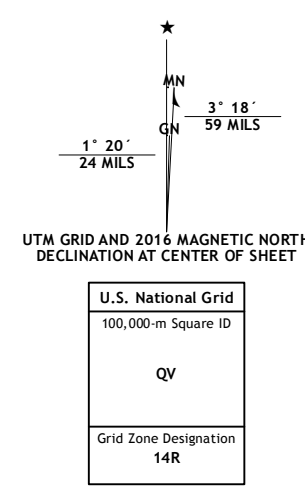 ★
MN
3° 18´
GN
59 MILS
1° 20´
24 MILS
UTM GRID AND 2016 MAGNETIC NORTH
DECLINATION AT CENTER OF SHEET
U.S. National Grid
100,000-m Square ID
QV
Grid Zone Designation
14R